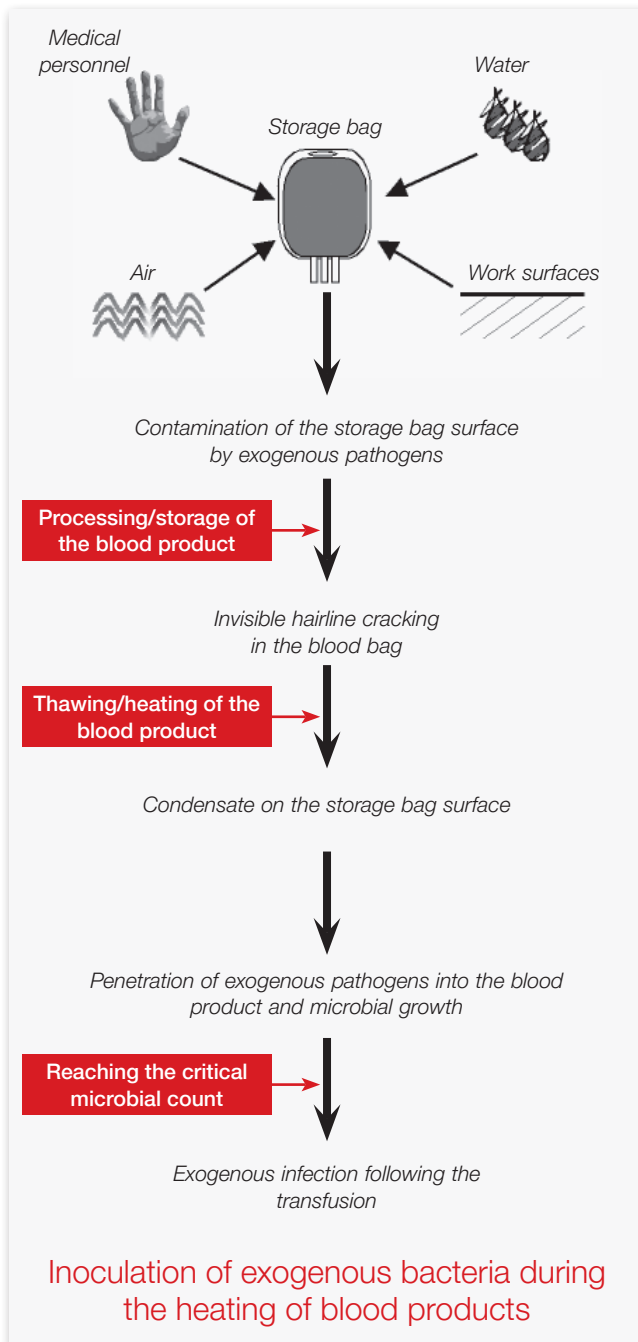 Medical
personnel
Water
Storage bag
Air
Work surfaces
Contamination of the storage bag surface
by exogenous pathogens
Processing/storage of
the blood product
Invisible hairline cracking
in the blood bag
Thawing/heating of the
blood product
Condensate on the storage bag surface
Penetration of exogenous pathogens into the blood
product and microbial growth
Reaching the critical
microbial count
Exogenous infection following the
transfusion
Inoculation of exogenous bacteria during
the heating of blood products